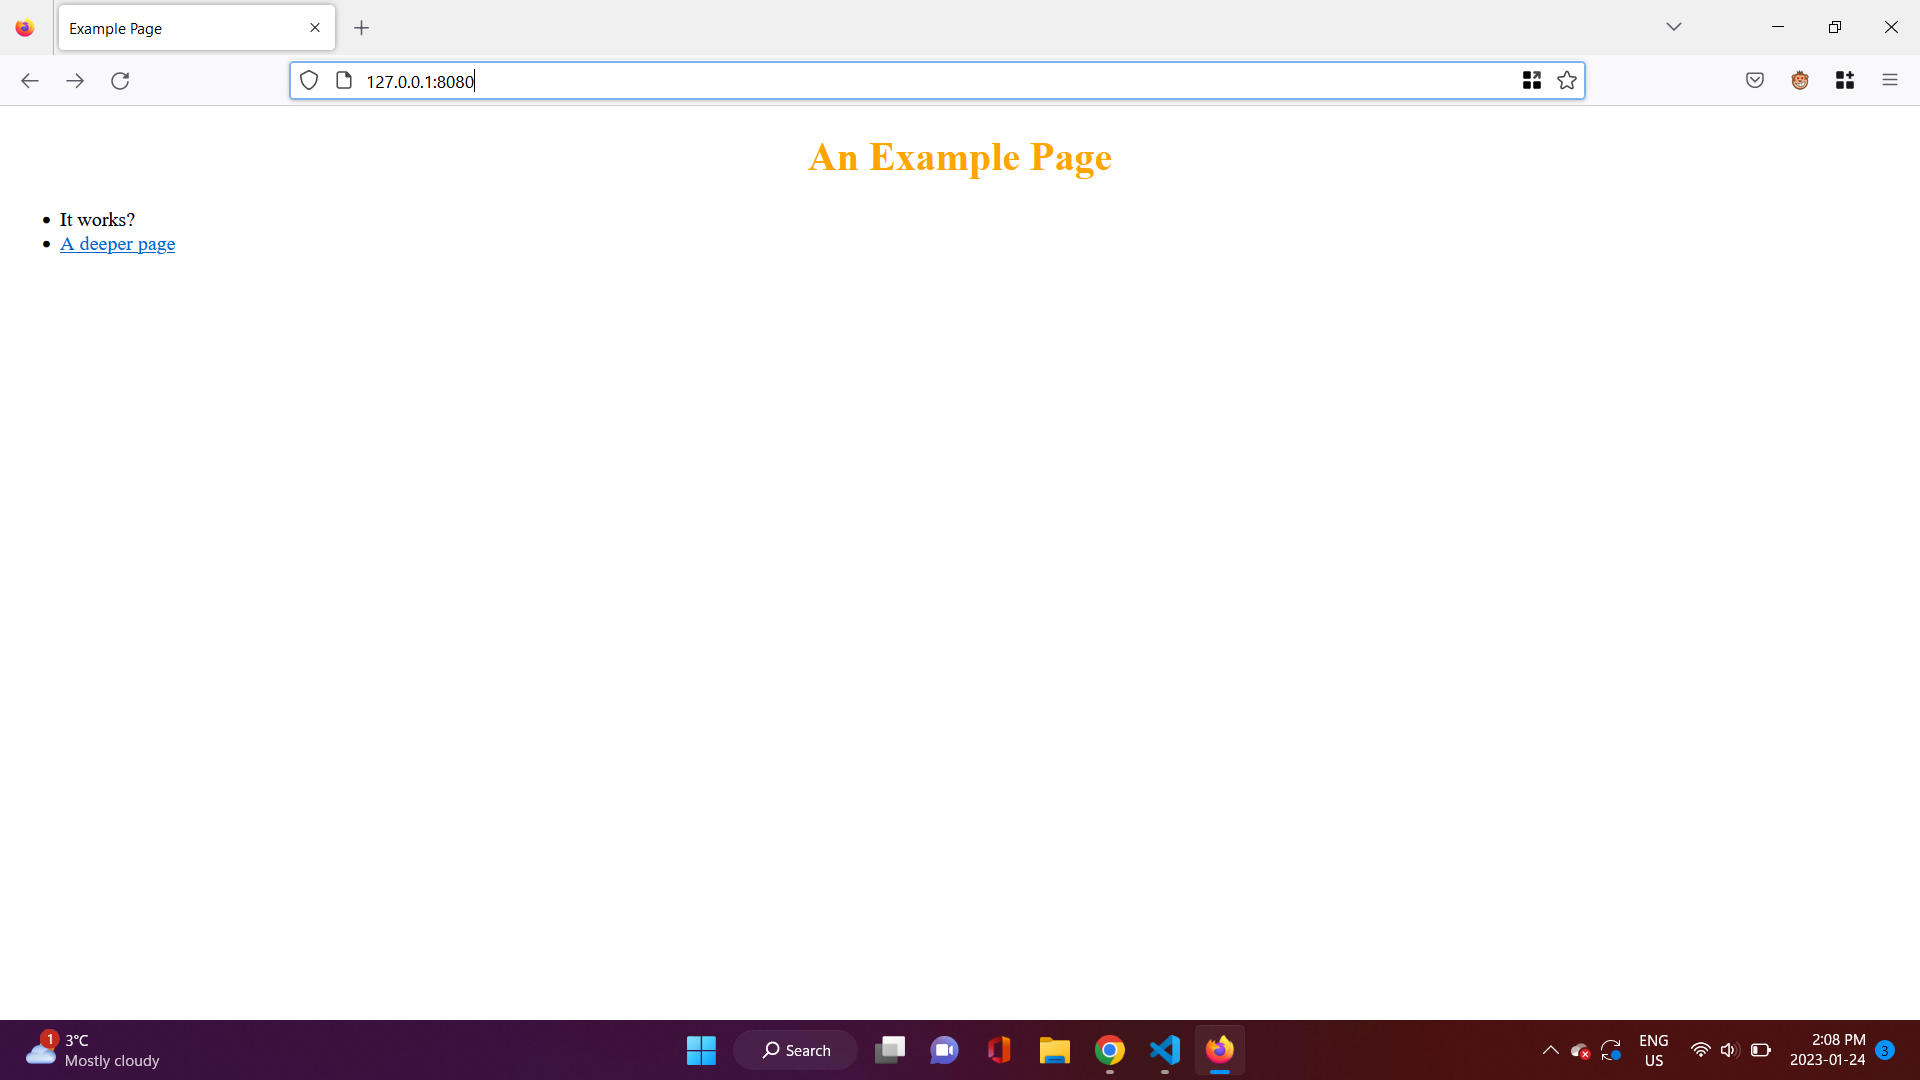 Example Page
127.0.0.1:8080
An Example Page
It works?
A deeper page
1
3°C
Mostly cloudy
Search
ENG
US
2:08 PM
2023-01-24
3